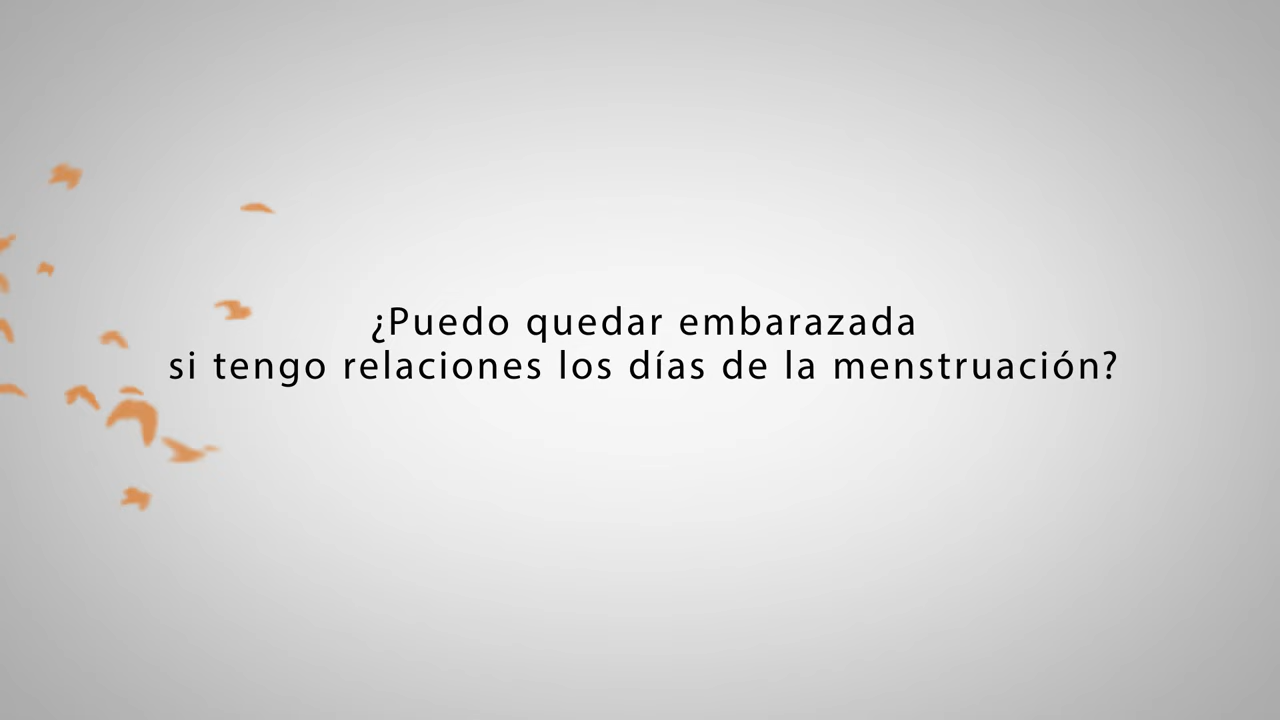 ¿Puedo quedar embarazada
si tengo relaciones los días de la menstruación?